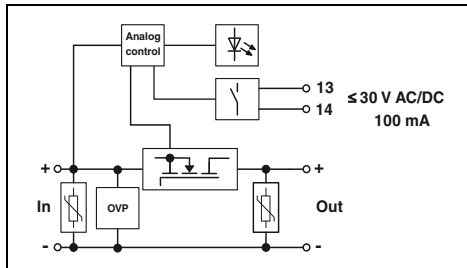 Analog
control
13
≤ 30 V AC/DC
14
100 mA
+
+
In
OVP
Out
-
-